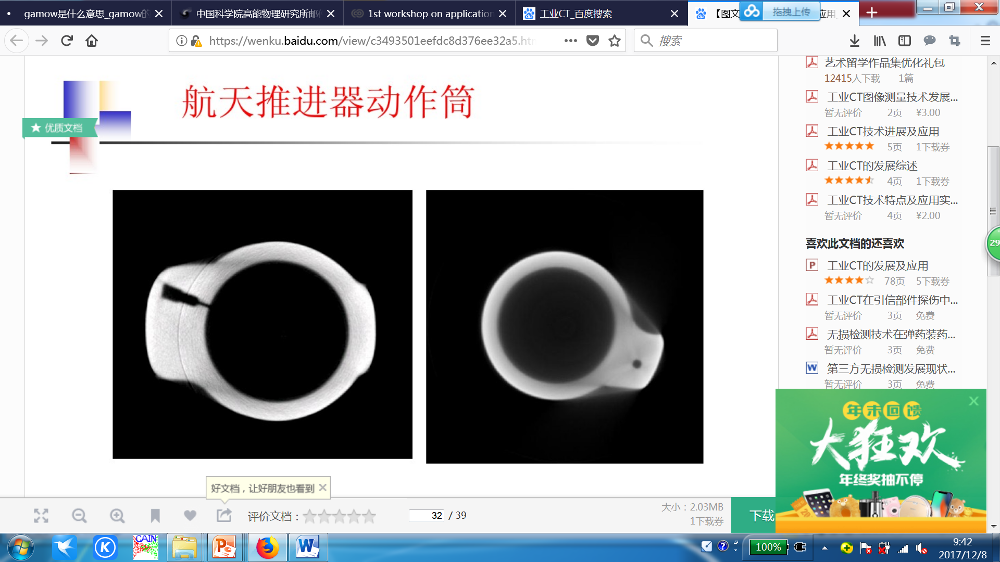 gamow是什么意思_gamow的
中国科学院高能物理研究所邮件
1st workshop on application
工业CT_百度搜索
【图文
拖拽上传
应用_
https://wenku.baidu.com/view/c3493501eefdc8d376ee32a5.htm
搜索
航天推进器动作筒
优质文档
艺术留学作品集优化礼包
12415人下载 1篇
工业CT图像测量技术发展...
暂无评价 2页 ¥3.00
工业CT技术进展及应用
5页 1下载券
工业CT的发展综述
4页 1下载券
工业CT技术特点及应用实...
暂无评价 4页 ¥2.00
29
喜欢此文档的还喜欢
工业CT的发展及应用
78页 5下载券
工业CT在引信部件探伤中...
暂无评价 3页 免费
无损检测技术在弹药装药...
暂无评价 3页 免费
第三方无损检测发展现状...
暂无评价 3页 免费
年末回馈
大狂欢
年终奖抽不停
好文档，让好朋友也看到
评价文档：
32 / 39
大小：2.03MB
1下载券
下载
CAIN
100%
9:42
2017/12/8